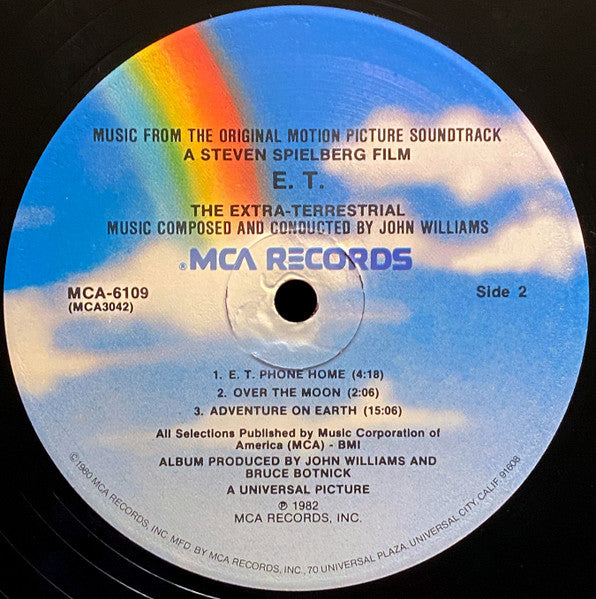 MUSIC FROM THE ORIGINAL MOTION PICTURE SOUNDTRACK
A STEVEN SPIELBERG FILM
E. T.
THE EXTRA-TERRESTRIAL
MUSIC COMPOSED AND CONDUCTED BY JOHN WILLIAMS
®MCA RECORDS
MCA-6109
(MCA3042)
Side 2
1. E. T. PHONE HOME (4:18)
2. OVER THE MOON (2:06)
3. ADVENTURE ON EARTH (15:06)
All Selections Published by Music Corporation of
America (MCA) - BMI
ALBUM PRODUCED BY JOHN WILLIAMS AND
BRUCE BOTNICK
A UNIVERSAL PICTURE
℗ 1982
MCA RECORDS, INC.
©1980 MCA RECORDS, INC. MFD BY MCA RECORDS, INC., 70 UNIVERSAL PLAZA, UNIVERSAL CITY, CALIF. 91608